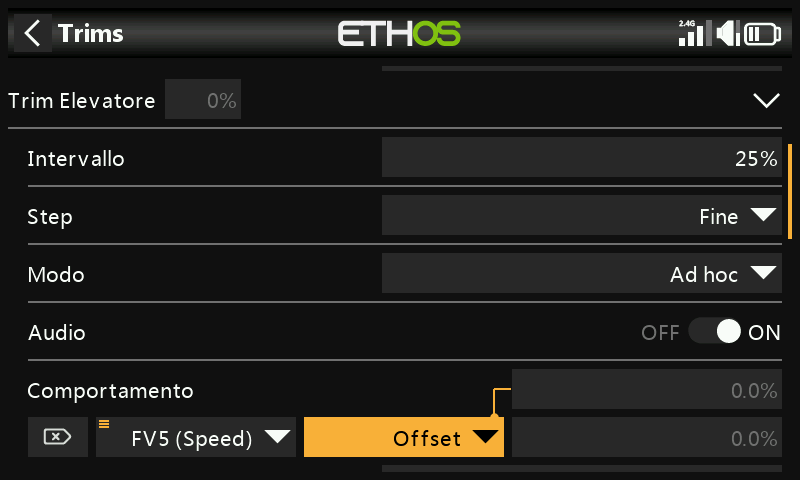 Trims ETHOS 2.4G
Trim Elevatore 0%
Intervallo 25%
Step Fine
Modo Ad hoc
Audio OFF ON
Comportamento 0.0%
FV5 (Speed) Offset 0.0%